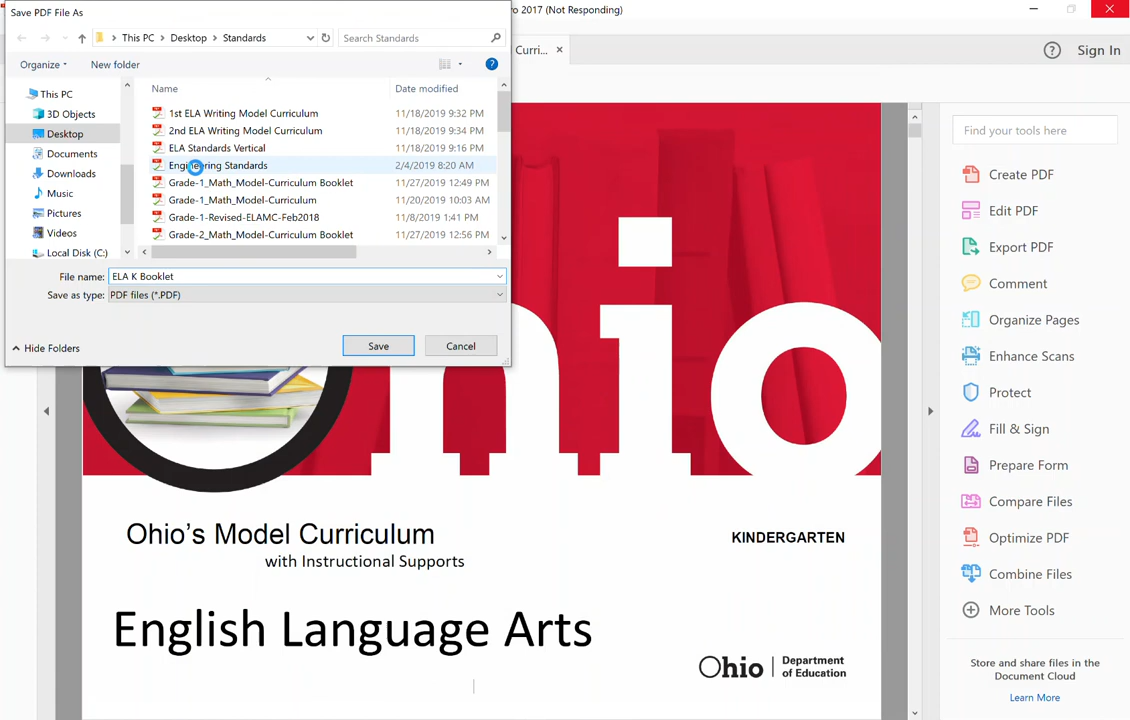 Save PDF File As
ro 2017 (Not Responding)
This PC > Desktop > Standards
Search Standards
Curri...
Sign In
Organize
New folder
Name
Date modified
This PC
3D Objects
Desktop
Documents
Downloads
Music
Pictures
Videos
Local Disk (C:)
1st ELA Writing Model Curriculum 11/18/2019 9:32 PM
2nd ELA Writing Model Curriculum 11/18/2019 9:34 PM
ELA Standards Vertical 11/18/2019 9:16 PM
Engineering Standards 2/4/2019 8:20 AM
Grade-1_Math_Model-Curriculum Booklet 11/27/2019 12:49 PM
Grade-1_Math_Model-Curriculum 11/20/2019 10:03 AM
Grade-1-Revised-ELAMC-Feb2018 11/8/2019 1:41 PM
Grade-2_Math_Model-Curriculum Booklet 11/27/2019 12:56 PM
File name: ELA K Booklet
Save as type: PDF files (*.PDF)
Hide Folders
Save
Cancel
hio
Ohio's Model Curriculum
with Instructional Supports
KINDERGARTEN
English Language Arts
Ohio | Department
of Education
Find your tools here
Create PDF
Edit PDF
Export PDF
Comment
Organize Pages
Enhance Scans
Protect
Fill & Sign
Prepare Form
Compare Files
Optimize PDF
Combine Files
More Tools
Store and share files in the
Document Cloud
Learn More